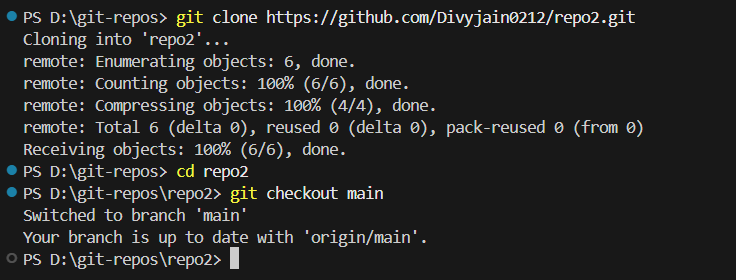 PS D:\git-repos> git clone https://github.com/Divyjain0212/repo2.git
Cloning into 'repo2'...
remote: Enumerating objects: 6, done.
remote: Counting objects: 100% (6/6), done.
remote: Compressing objects: 100% (4/4), done.
remote: Total 6 (delta 0), reused 0 (delta 0), pack-reused 0 (from 0)
Receiving objects: 100% (6/6), done.
PS D:\git-repos> cd repo2
PS D:\git-repos\repo2> git checkout main
Switched to branch 'main'
Your branch is up to date with 'origin/main'.
PS D:\git-repos\repo2>